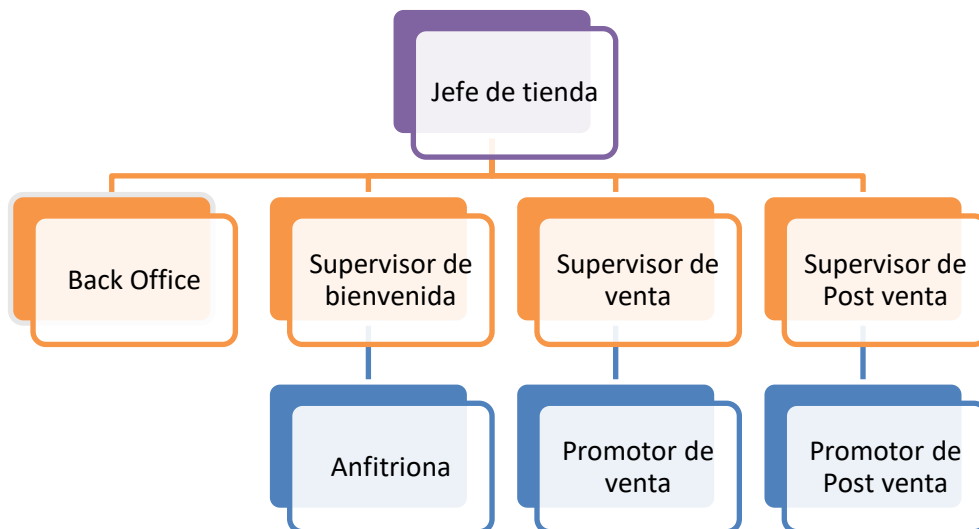 Jefe de tienda
Back Office
Supervisor de
bienvenida
Supervisor de
venta
Supervisor de
Post venta
Anfitriona
Promotor de
venta
Promotor de
Post venta